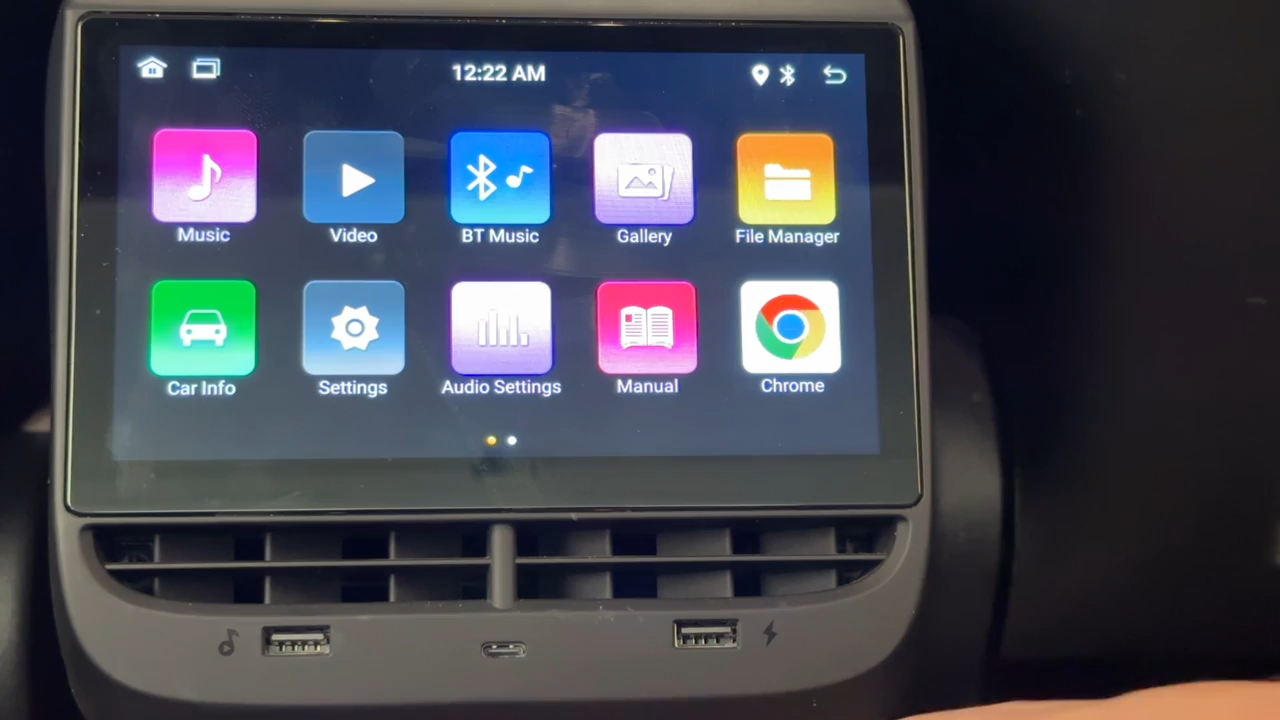 12:22 AM
Music Video BT Music Gallery File Manager
Car Info Settings Audio Settings Manual Chrome